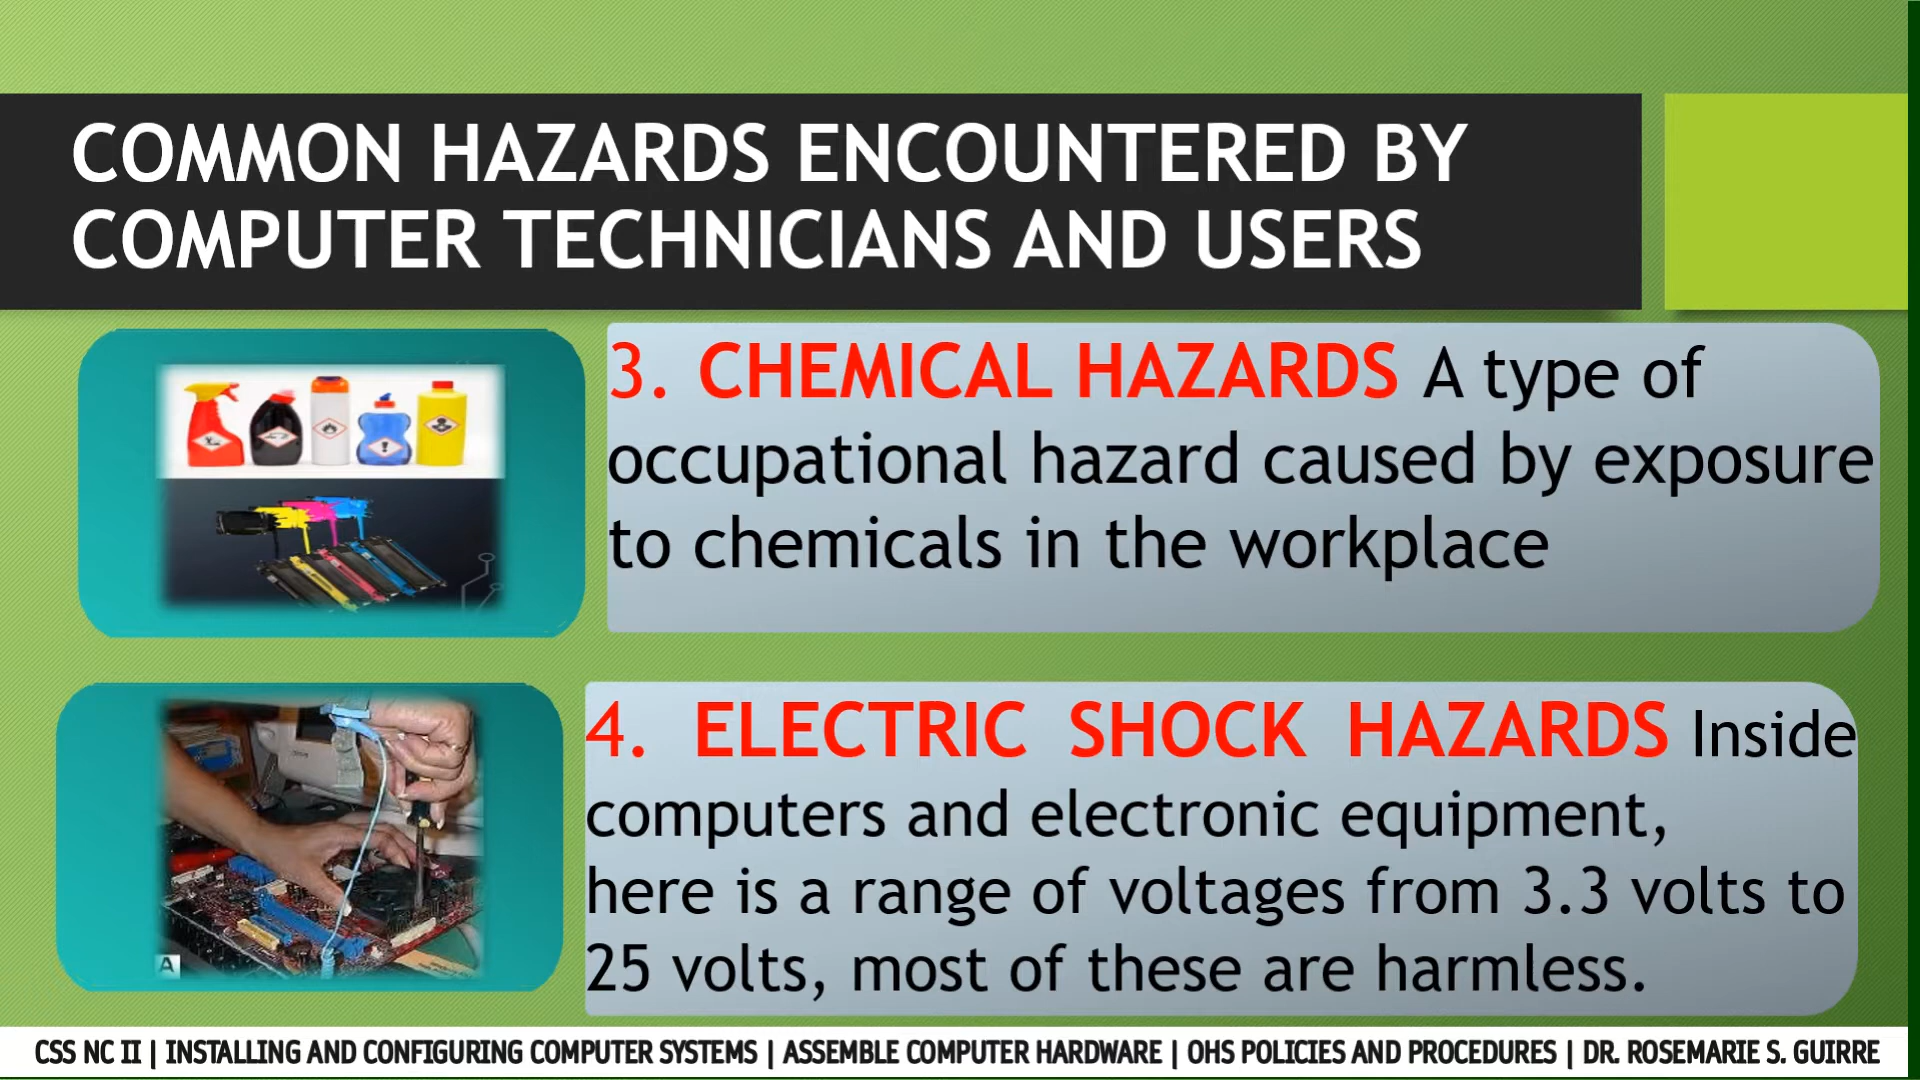 COMMON HAZARDS ENCOUNTERED BY
COMPUTER TECHNICIANS AND USERS
3. CHEMICAL HAZARDS A type of
occupational hazard caused by exposure
to chemicals in the workplace
4. ELECTRIC SHOCK HAZARDS Inside
computers and electronic equipment,
here is a range of voltages from 3.3 volts to
25 volts, most of these are harmless.
A
CSS NC II | INSTALLING AND CONFIGURING COMPUTER SYSTEMS | ASSEMBLE COMPUTER HARDWARE | OHS POLICIES AND PROCEDURES | DR. ROSEMARIE S. GUIRRE